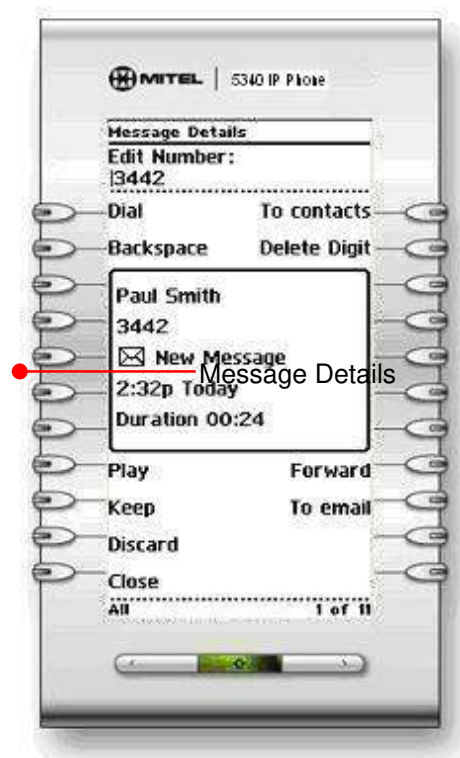 MITEL | 5340 IP Phone
Message Details
Edit Number:
3442
Dial To contacts
Backspace Delete Digit
Paul Smith
3442
New Message
Message Details
2:32p Today
Duration 00:24
Play Forward
Keep To email
Discard
Close
All 1 of 11